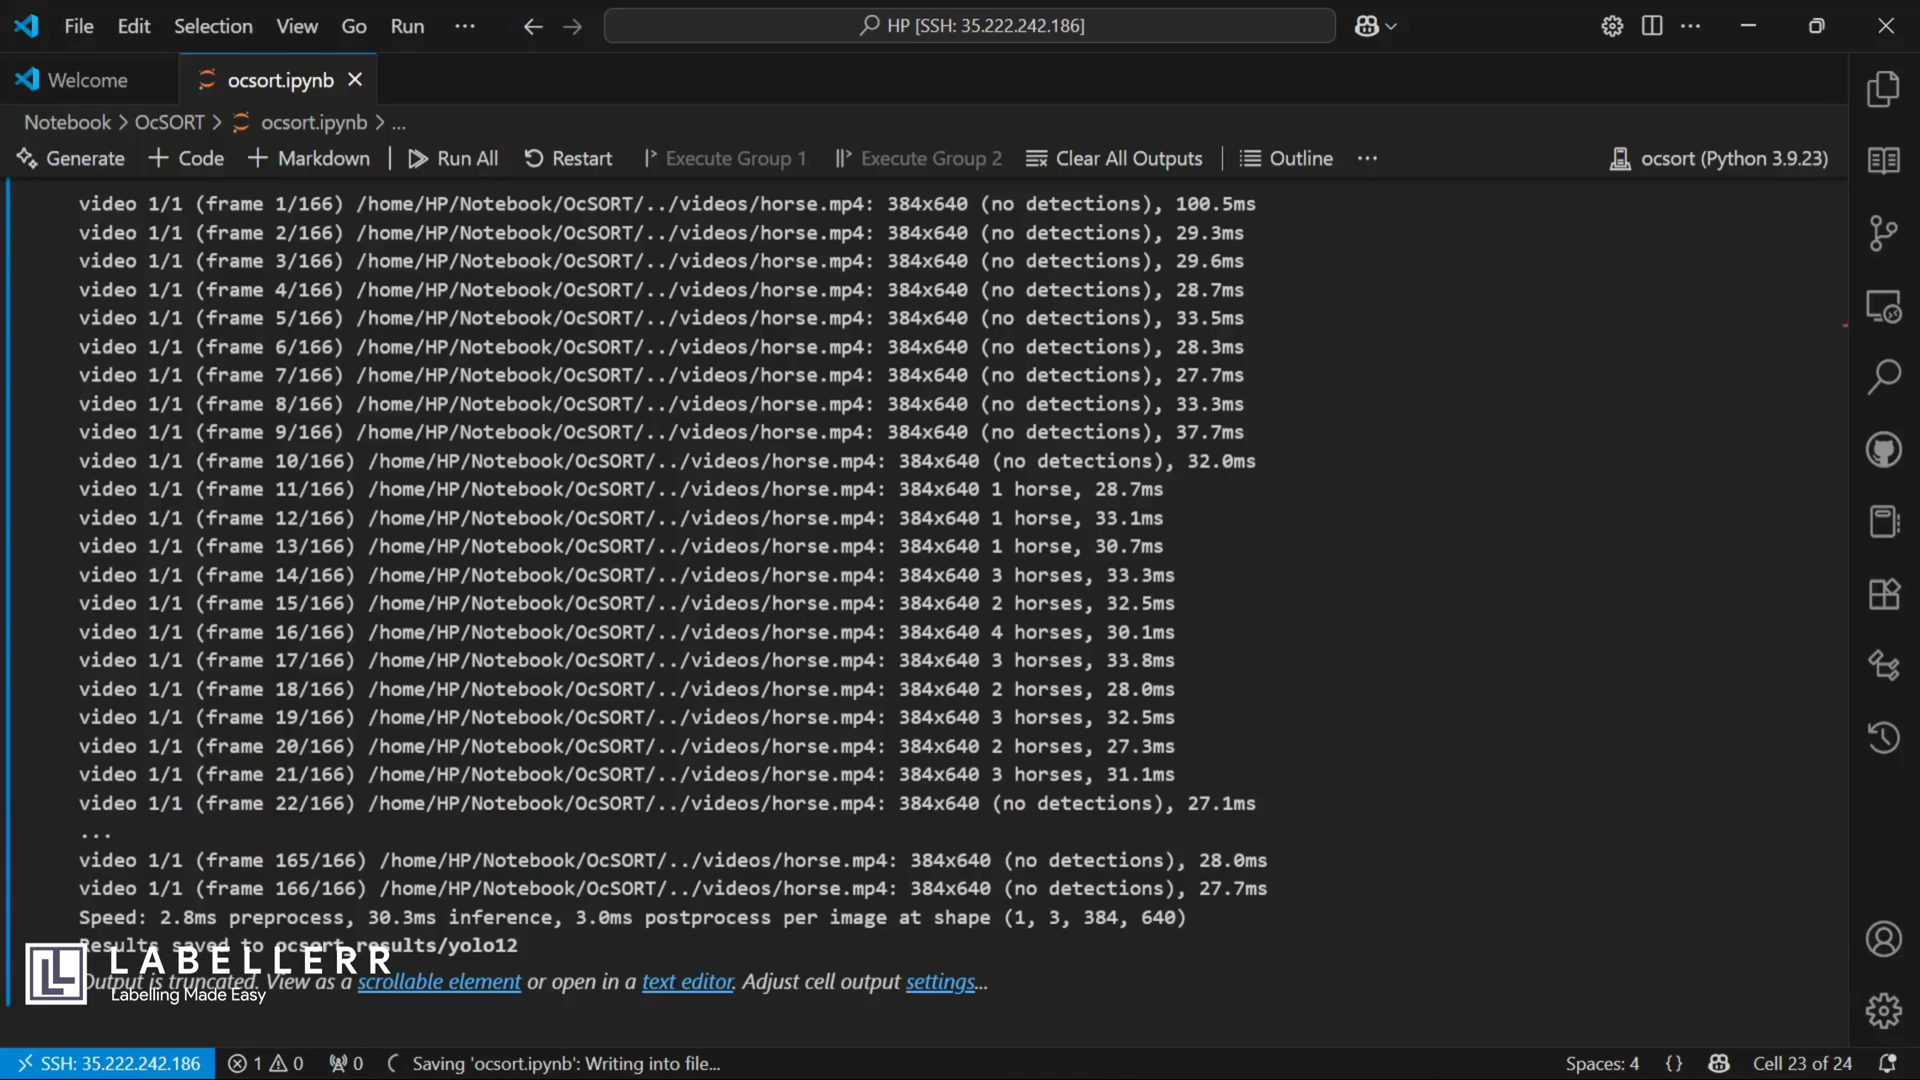 File Edit Selection View Go Run ... HP [SSH: 35.222.242.186]
Welcome ocsort.ipynb
Notebook > OcSORT > ocsort.ipynb > ...
Generate + Code + Markdown Run All Restart Execute Group 1 Execute Group 2 Clear All Outputs Outline ... ocsort (Python 3.9.23)
video 1/1 (frame 1/166) /home/HP/Notebook/OcSORT/../videos/horse.mp4: 384x640 (no detections), 100.5ms
video 1/1 (frame 2/166) /home/HP/Notebook/OcSORT/../videos/horse.mp4: 384x640 (no detections), 29.3ms
video 1/1 (frame 3/166) /home/HP/Notebook/OcSORT/../videos/horse.mp4: 384x640 (no detections), 29.6ms
video 1/1 (frame 4/166) /home/HP/Notebook/OcSORT/../videos/horse.mp4: 384x640 (no detections), 28.7ms
video 1/1 (frame 5/166) /home/HP/Notebook/OcSORT/../videos/horse.mp4: 384x640 (no detections), 33.5ms
video 1/1 (frame 6/166) /home/HP/Notebook/OcSORT/../videos/horse.mp4: 384x640 (no detections), 28.3ms
video 1/1 (frame 7/166) /home/HP/Notebook/OcSORT/../videos/horse.mp4: 384x640 (no detections), 27.7ms
video 1/1 (frame 8/166) /home/HP/Notebook/OcSORT/../videos/horse.mp4: 384x640 (no detections), 33.3ms
video 1/1 (frame 9/166) /home/HP/Notebook/OcSORT/../videos/horse.mp4: 384x640 (no detections), 37.7ms
video 1/1 (frame 10/166) /home/HP/Notebook/OcSORT/../videos/horse.mp4: 384x640 (no detections), 32.0ms
video 1/1 (frame 11/166) /home/HP/Notebook/OcSORT/../videos/horse.mp4: 384x640 1 horse, 28.7ms
video 1/1 (frame 12/166) /home/HP/Notebook/OcSORT/../videos/horse.mp4: 384x640 1 horse, 33.1ms
video 1/1 (frame 13/166) /home/HP/Notebook/OcSORT/../videos/horse.mp4: 384x640 1 horse, 30.7ms
video 1/1 (frame 14/166) /home/HP/Notebook/OcSORT/../videos/horse.mp4: 384x640 3 horses, 33.3ms
video 1/1 (frame 15/166) /home/HP/Notebook/OcSORT/../videos/horse.mp4: 384x640 2 horses, 32.5ms
video 1/1 (frame 16/166) /home/HP/Notebook/OcSORT/../videos/horse.mp4: 384x640 4 horses, 30.1ms
video 1/1 (frame 17/166) /home/HP/Notebook/OcSORT/../videos/horse.mp4: 384x640 3 horses, 33.8ms
video 1/1 (frame 18/166) /home/HP/Notebook/OcSORT/../videos/horse.mp4: 384x640 2 horses, 28.0ms
video 1/1 (frame 19/166) /home/HP/Notebook/OcSORT/../videos/horse.mp4: 384x640 3 horses, 32.5ms
video 1/1 (frame 20/166) /home/HP/Notebook/OcSORT/../videos/horse.mp4: 384x640 2 horses, 27.3ms
video 1/1 (frame 21/166) /home/HP/Notebook/OcSORT/../videos/horse.mp4: 384x640 3 horses, 31.1ms
video 1/1 (frame 22/166) /home/HP/Notebook/OcSORT/../videos/horse.mp4: 384x640 (no detections), 27.1ms
...
video 1/1 (frame 165/166) /home/HP/Notebook/OcSORT/../videos/horse.mp4: 384x640 (no detections), 28.0ms
video 1/1 (frame 166/166) /home/HP/Notebook/OcSORT/../videos/horse.mp4: 384x640 (no detections), 27.7ms
Speed: 2.8ms preprocess, 30.3ms inference, 3.0ms postprocess per image at shape (1, 3, 384, 640)
Results saved to ocsort_results/yolo12
LABELLERR
Output is truncated. View as a scrollable element or open in a text editor. Adjust cell output settings...
Labelling Made Easy
SSH: 35.222.242.186 1 0 0 Saving 'ocsort.ipynb': Writing into file... Spaces: 4 {} Cell 23 of 24